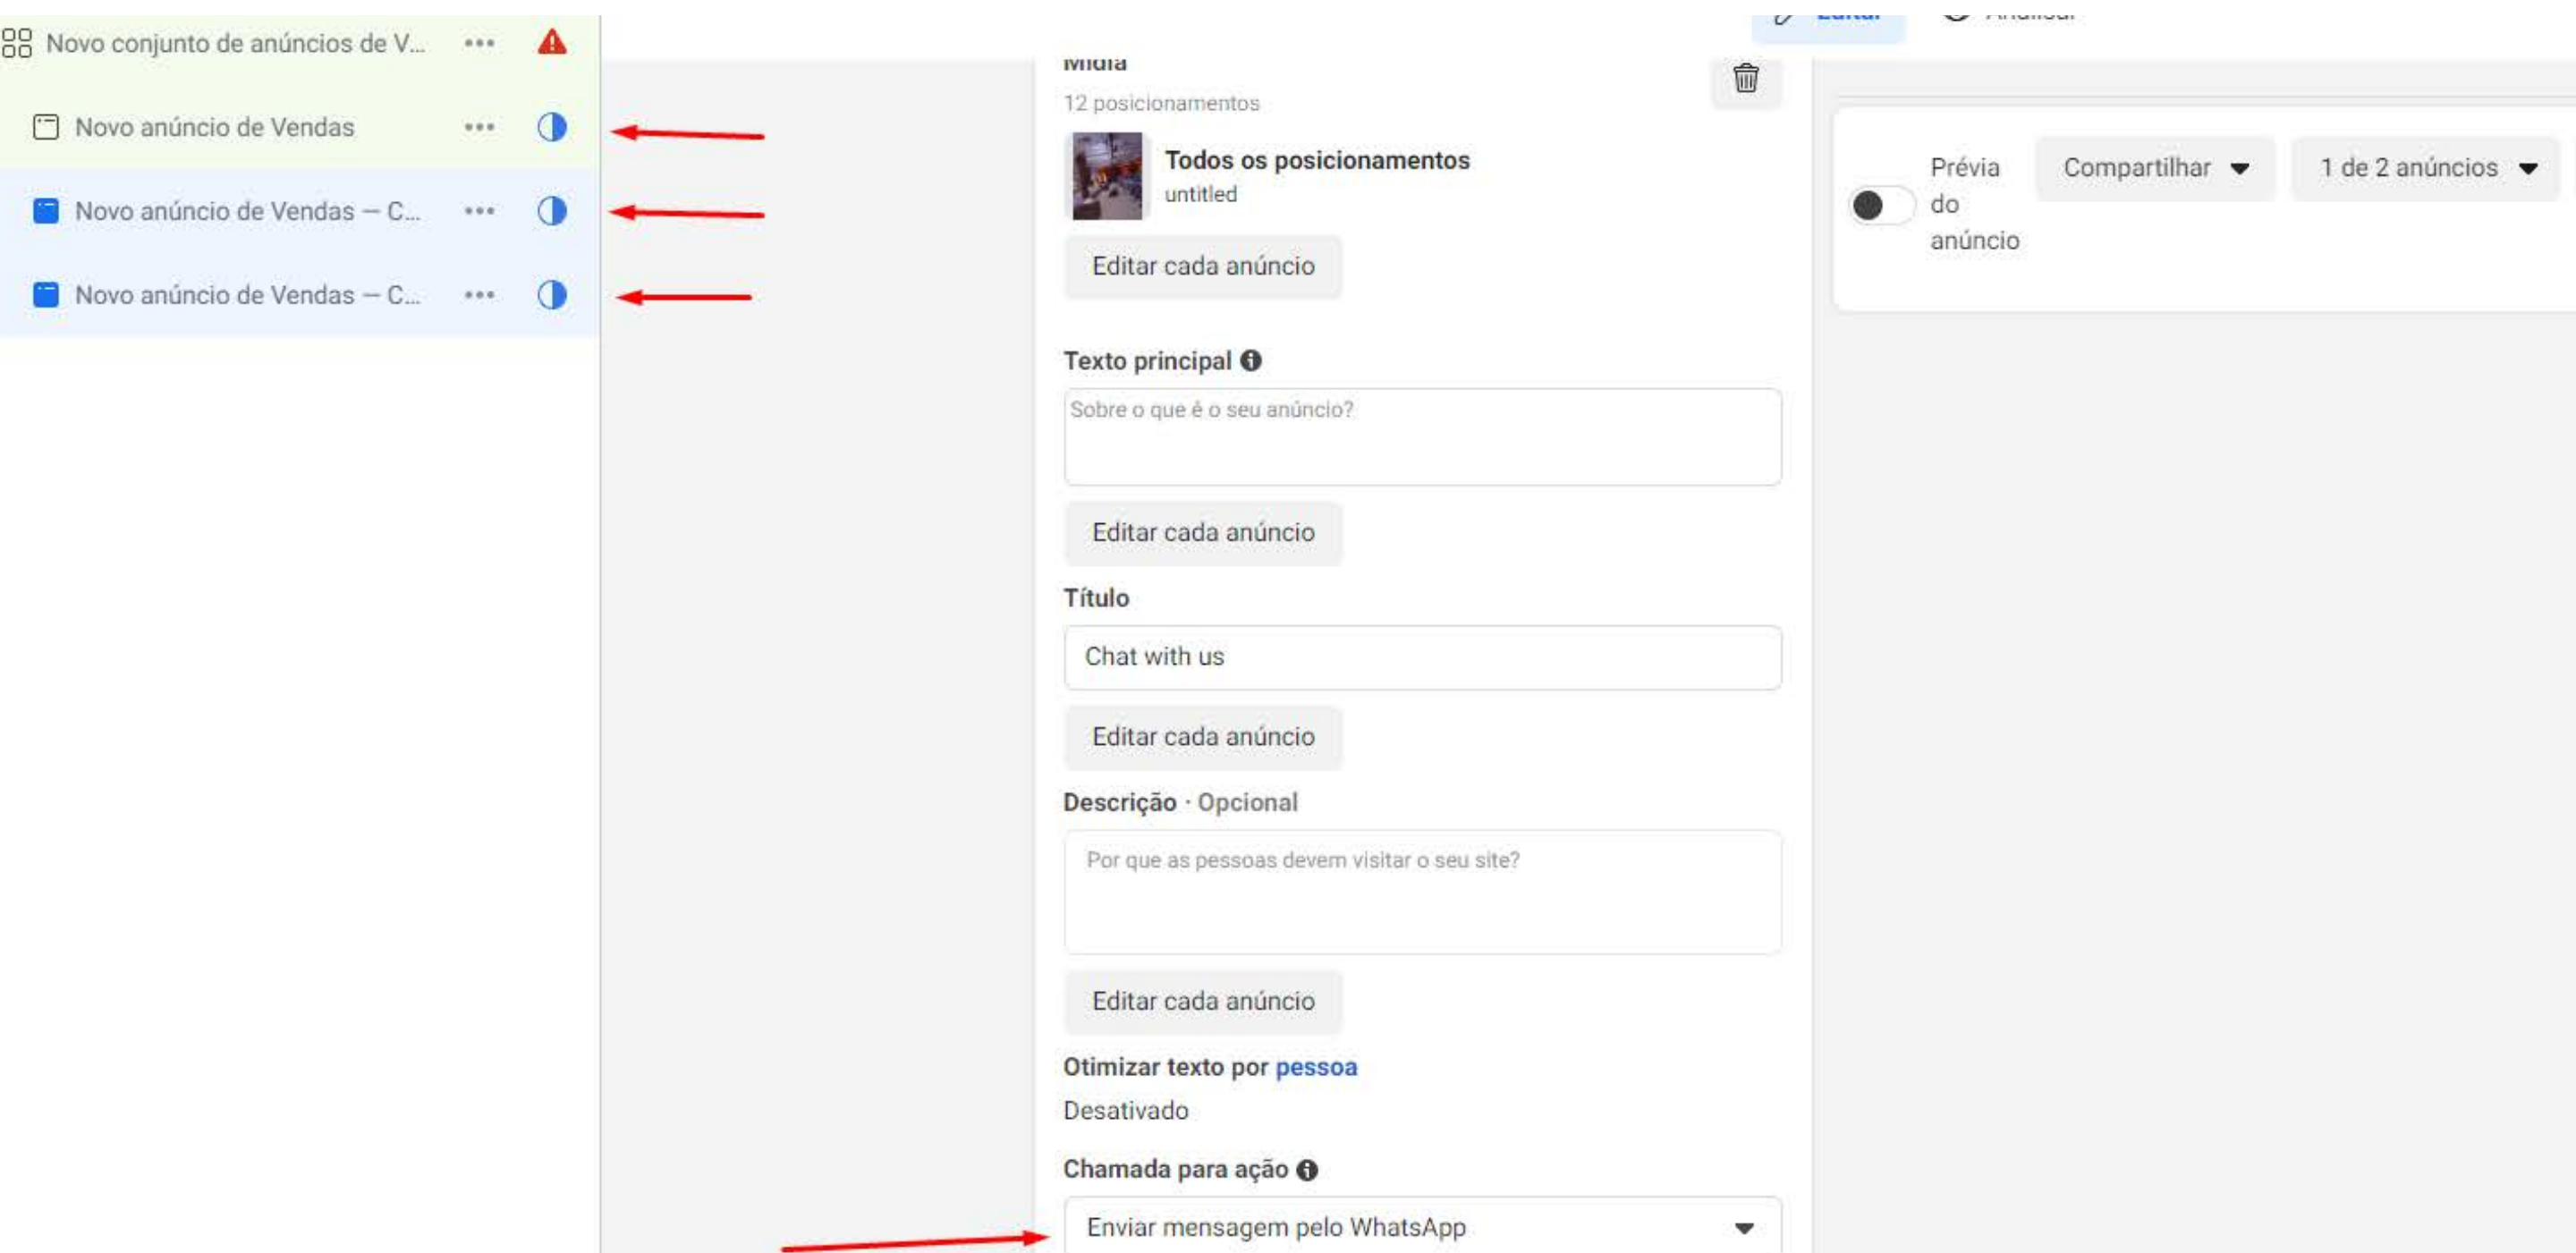 Editar
Novo conjunto de anúncios de V...
Mídia
12 posicionamentos
Novo anúncio de Vendas
Todos os posicionamentos
untitled
Novo anúncio de Vendas — C...
Editar cada anúncio
Novo anúncio de Vendas — C...
Prévia
do
anúncio
Compartilhar
1 de 2 anúncios
Texto principal
Sobre o que é o seu anúncio?
Editar cada anúncio
Título
Chat with us
Editar cada anúncio
Descrição · Opcional
Por que as pessoas devem visitar o seu site?
Editar cada anúncio
Otimizar texto por pessoa
Desativado
Chamada para ação
Enviar mensagem pelo WhatsApp